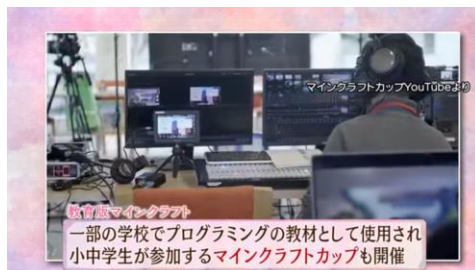 マインクラフトカップYouTubeより
教育版マインクラフト
一部の学校でプログラミングの教材として使用され
小中学生が参加するマインクラフトカップも開催